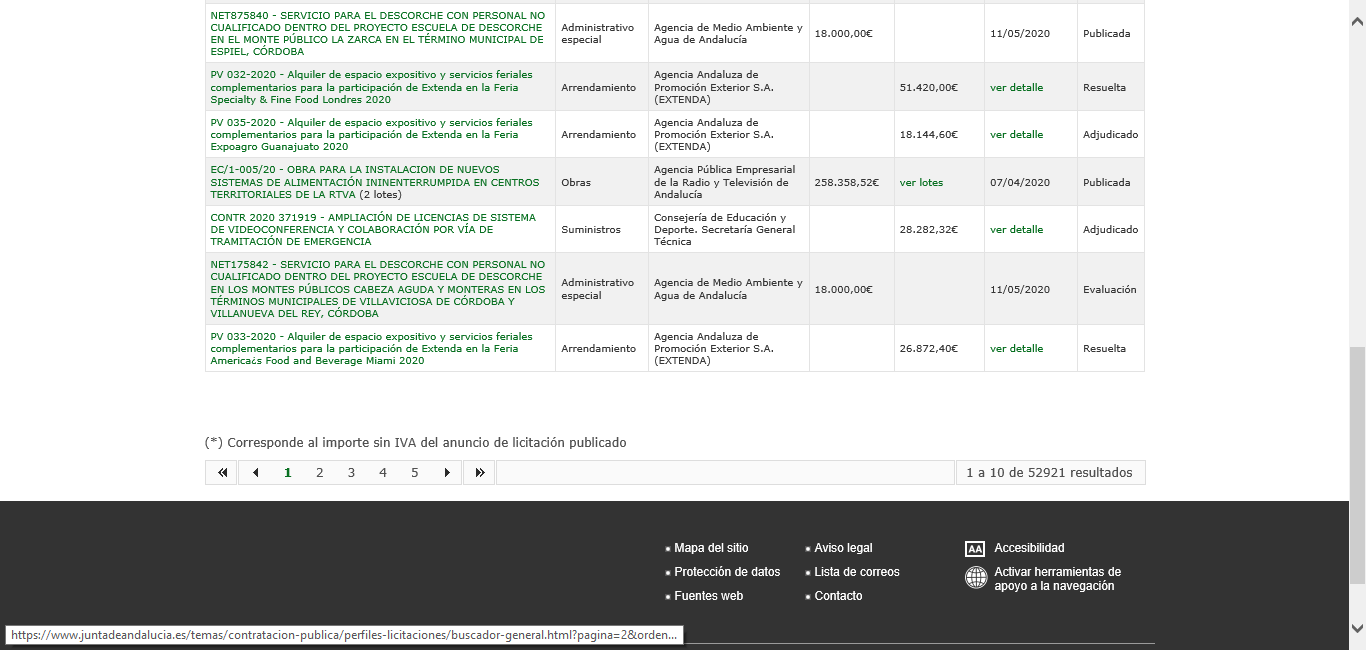 NET875840 - SERVICIO PARA EL DESCORCHE CON PERSONAL NO
CUALIFICADO DENTRO DEL PROYECTO ESCUELA DE DESCORCHE
EN EL MONTE PÚBLICO LA ZARCA EN EL TÉRMINO MUNICIPAL DE
ESPIEL, CÓRDOBA
Administrativo
especial
Agencia de Medio Ambiente y
Agua de Andalucía
18.000,00€
11/05/2020
Publicada
PV 032-2020 - Alquiler de espacio expositivo y servicios feriales
complementarios para la participación de Extenda en la Feria
Specialty & Fine Food Londres 2020
Arrendamiento
Agencia Andaluza de
Promoción Exterior S.A.
(EXTENDA)
51.420,00€
ver detalle
Resuelta
PV 035-2020 - Alquiler de espacio expositivo y servicios feriales
complementarios para la participación de Extenda en la Feria
Expoagro Guanajuato 2020
Arrendamiento
Agencia Andaluza de
Promoción Exterior S.A.
(EXTENDA)
18.144,60€
ver detalle
Adjudicado
EC/1-005/20 - OBRA PARA LA INSTALACION DE NUEVOS
SISTEMAS DE ALIMENTACIÓN ININENTERRUMPIDA EN CENTROS
TERRITORIALES DE LA RTVA (2 lotes)
Obras
Agencia Pública Empresarial
de la Radio y Televisión de
Andalucía
258.358,52€
ver lotes
07/04/2020
Publicada
CONTR 2020 371919 - AMPLIACIÓN DE LICENCIAS DE SISTEMA
DE VIDEOCONFERENCIA Y COLABORACIÓN POR VÍA DE
TRAMITACIÓN DE EMERGENCIA
Suministros
Consejería de Educación y
Deporte. Secretaría General
Técnica
28.282,32€
ver detalle
Adjudicado
NET175842 - SERVICIO PARA EL DESCORCHE CON PERSONAL NO
CUALIFICADO DENTRO DEL PROYECTO ESCUELA DE DESCORCHE
EN LOS MONTES PÚBLICOS CABEZA AGUDA Y MONTERAS EN LOS
TÉRMINOS MUNICIPALES DE VILLAVICIOSA DE CÓRDOBA Y
VILLANUEVA DEL REY, CÓRDOBA
Administrativo
especial
Agencia de Medio Ambiente y
Agua de Andalucía
18.000,00€
11/05/2020
Evaluación
PV 033-2020 - Alquiler de espacio expositivo y servicios feriales
complementarios para la participación de Extenda en la Feria
America¿s Food and Beverage Miami 2020
Arrendamiento
Agencia Andaluza de
Promoción Exterior S.A.
(EXTENDA)
26.872,40€
ver detalle
Resuelta
(*) Corresponde al importe sin IVA del anuncio de licitación publicado
1 2 3 4 5
1 a 10 de 52921 resultados
Mapa del sitio
Protección de datos
Fuentes web
Aviso legal
Lista de correos
Contacto
AA Accesibilidad
Activar herramientas de
apoyo a la navegación
https://www.juntadeandalucia.es/temas/contratacion-publica/perfiles-licitaciones/buscador-general.html?pagina=2&orden...